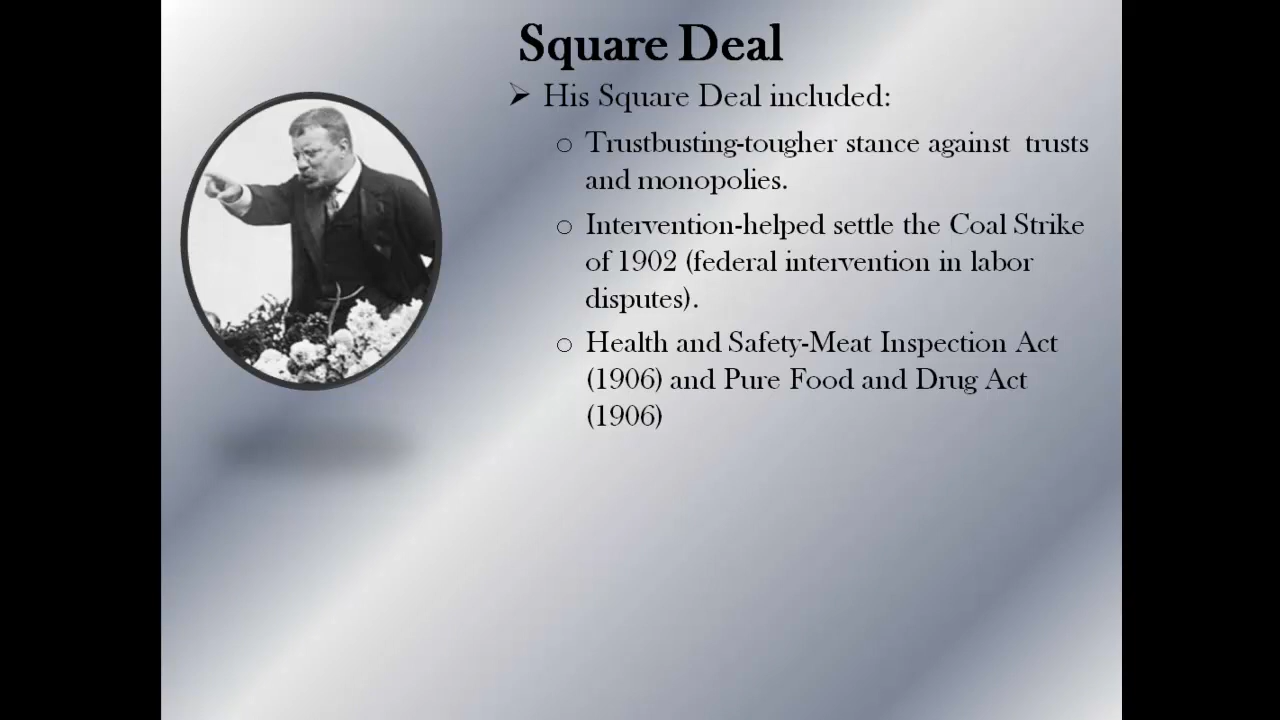 Square Deal
➢ His Square Deal included:
o Trustbusting-tougher stance against trusts
and monopolies.
o Intervention-helped settle the Coal Strike
of 1902 (federal intervention in labor
disputes).
o Health and Safety-Meat Inspection Act
(1906) and Pure Food and Drug Act
(1906)